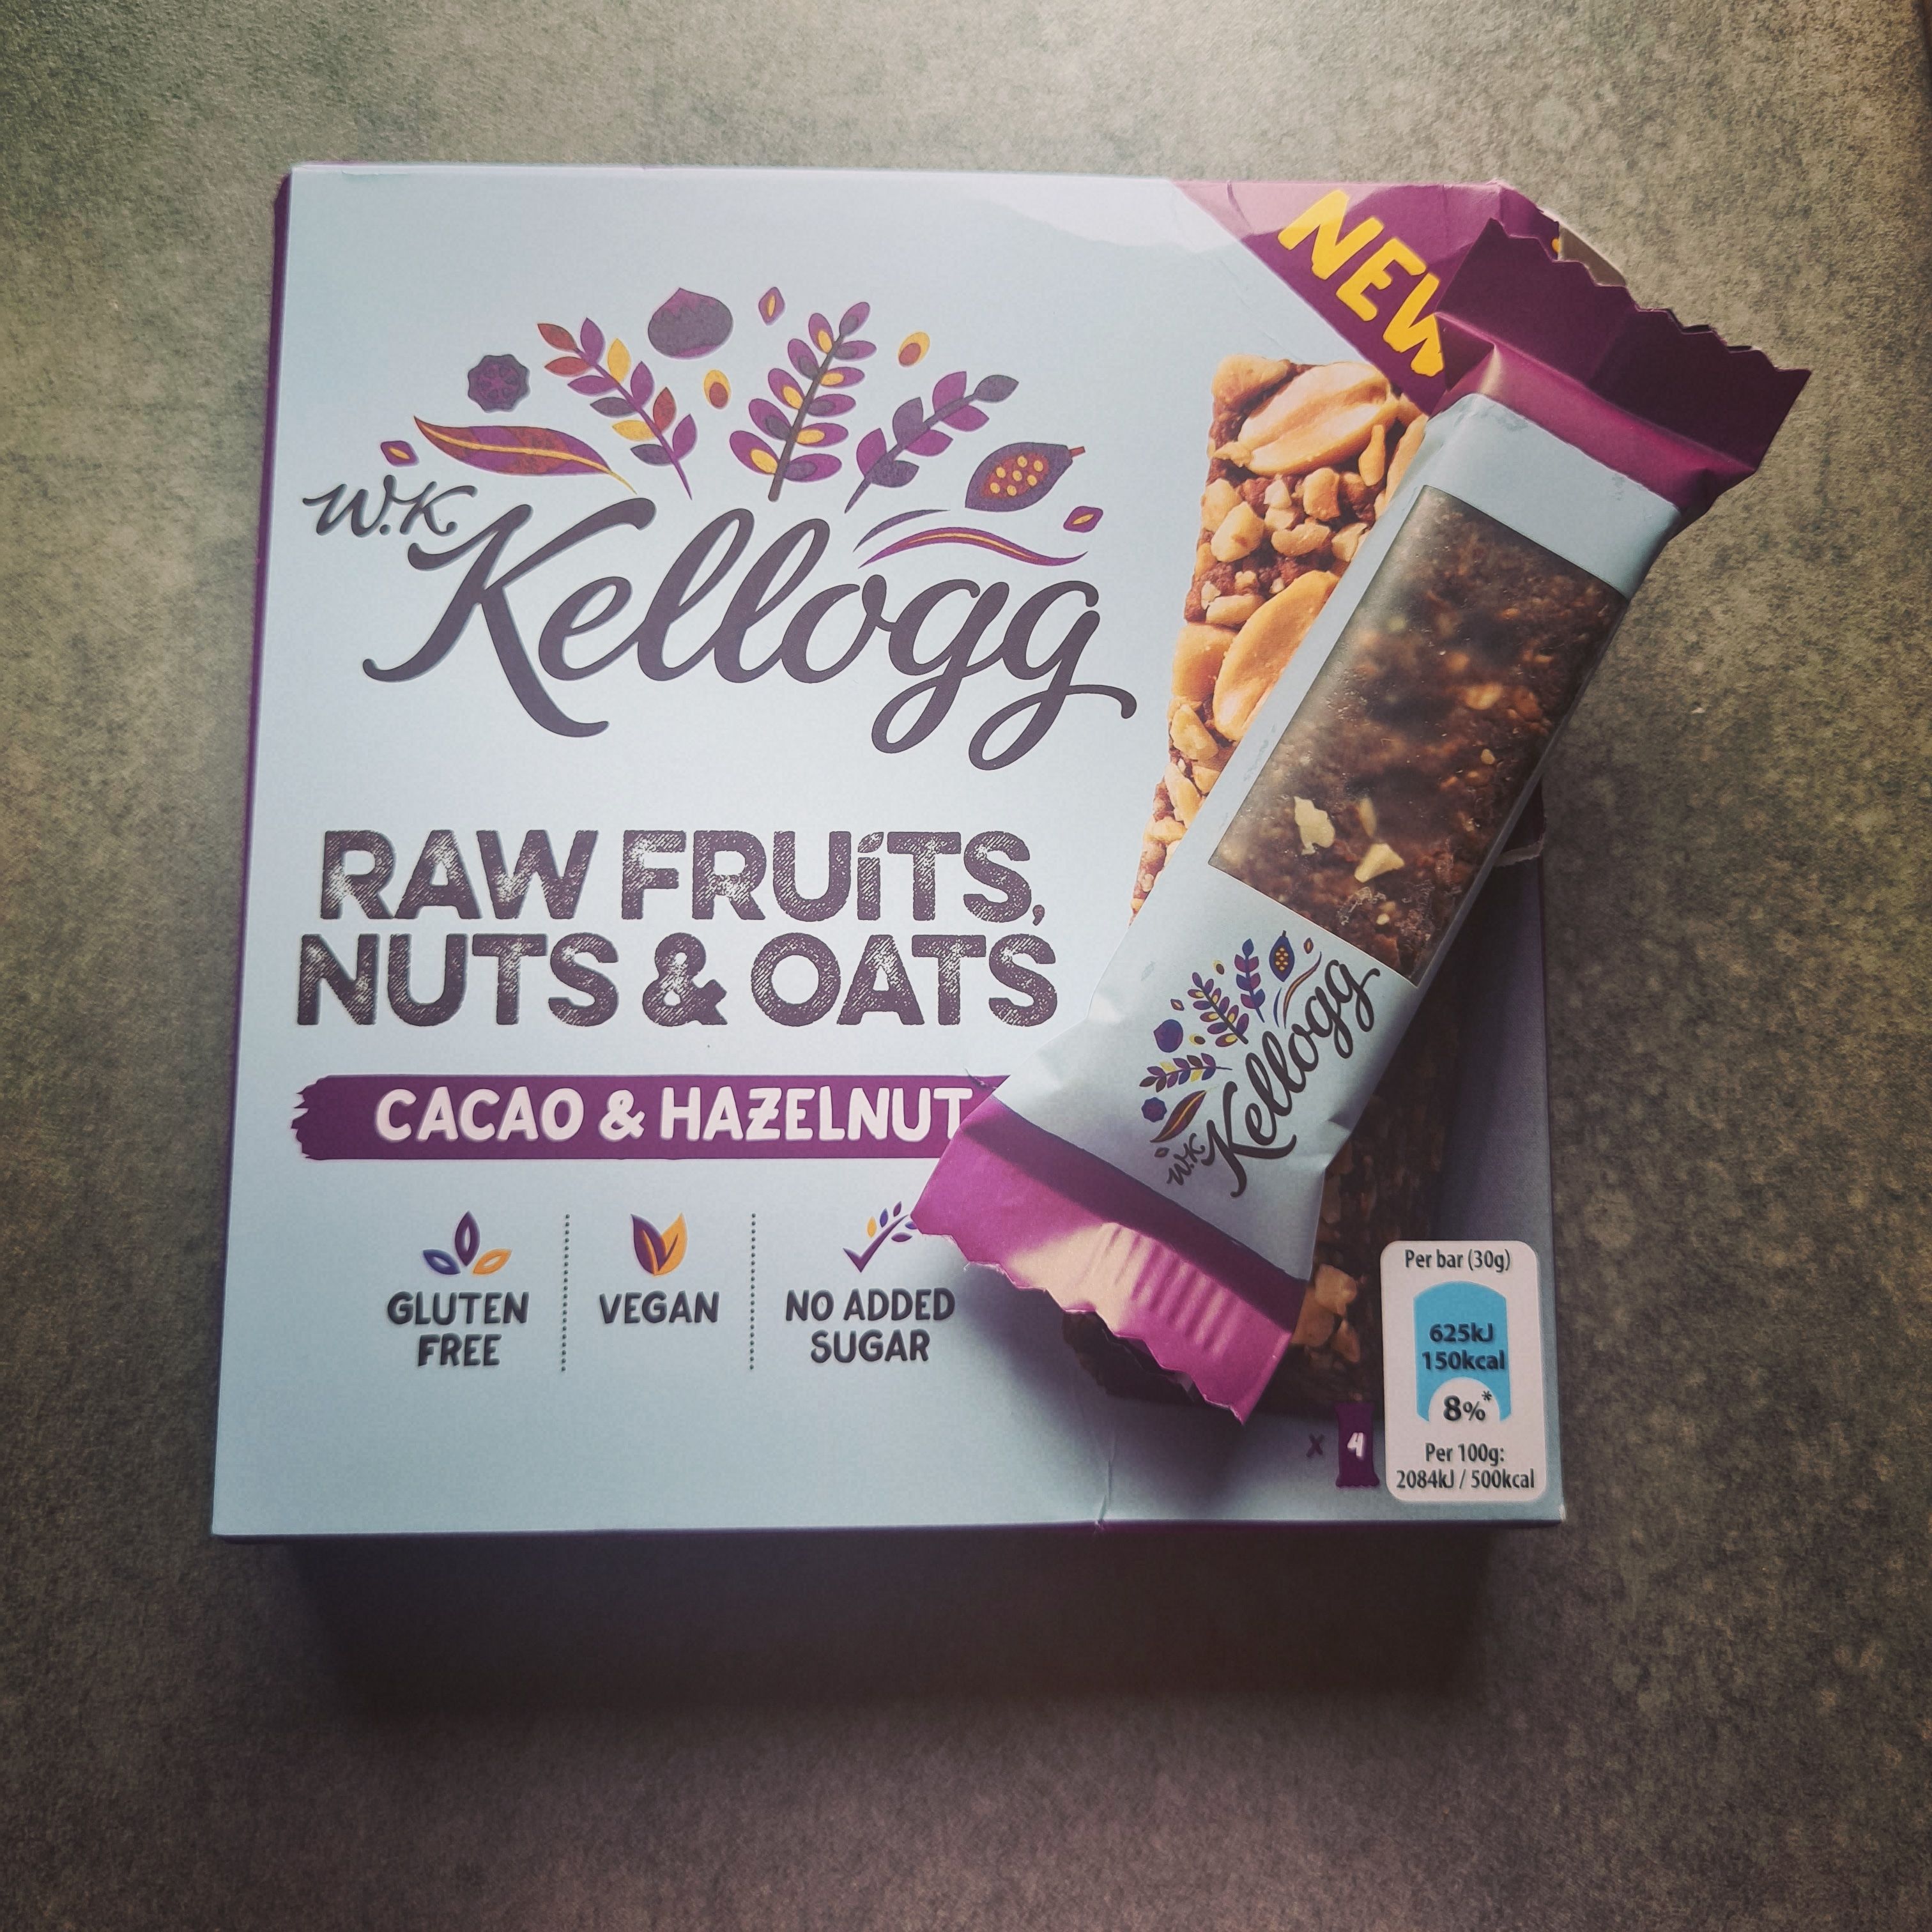 NEW
W.K
Kellogg
RAW FRUíTS,
NUTS & OATS
CACAO & HAZELNUT
GLUTEN
FREE
VEGAN
NO ADDED
SUGAR
W.K
Kellogg
x 4
Per bar (30g)
625kJ
150kcal
8%*
Per 100g:
2084kJ / 500kcal